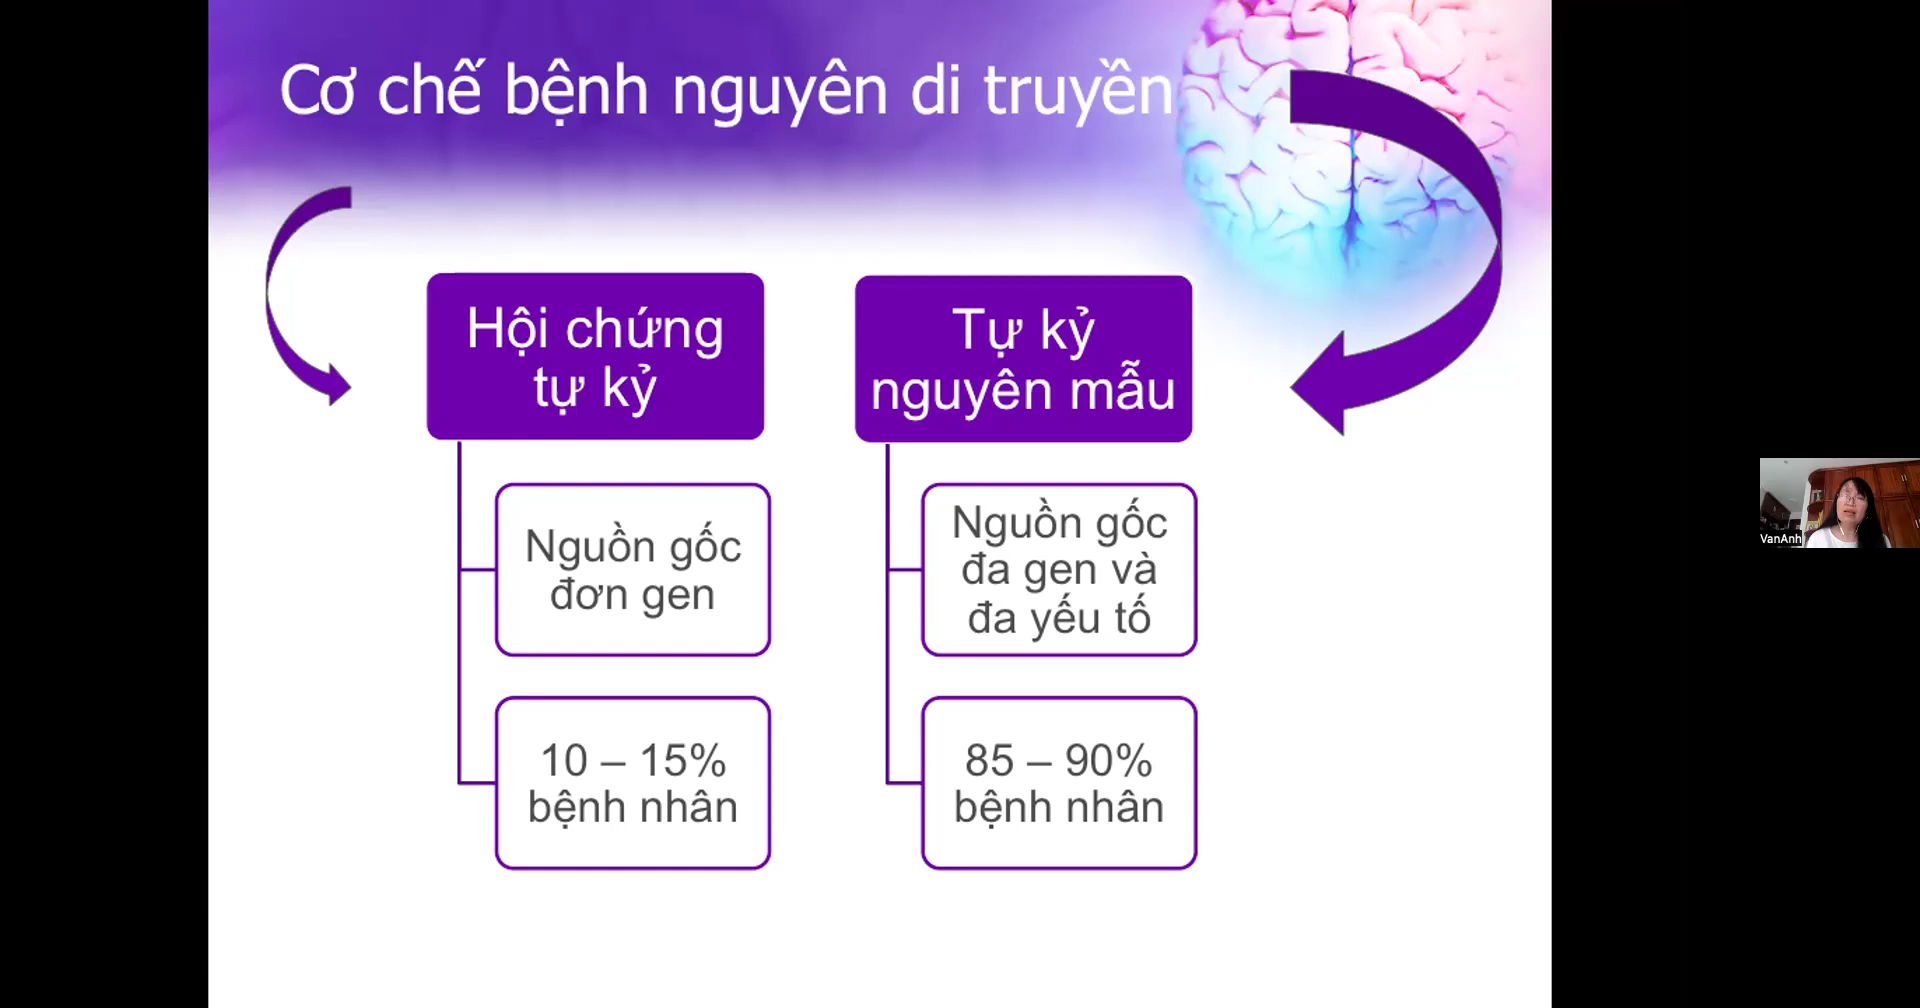 Cơ chế bệnh nguyên di truyền
Hội chứng
tự kỷ
Nguồn gốc
đơn gen
10 – 15%
bệnh nhân
Tự kỷ
nguyên mẫu
Nguồn gốc
đa gen và
đa yếu tố
85 – 90%
bệnh nhân
VanAnh